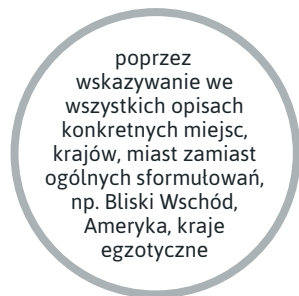 poprzez
wskazywanie we
wszystkich opisach
konkretnych miejsc,
krajów, miast zamiast
ogólnych sformułowań,
np. Bliski Wschód,
Ameryka, kraje
egzotyczne